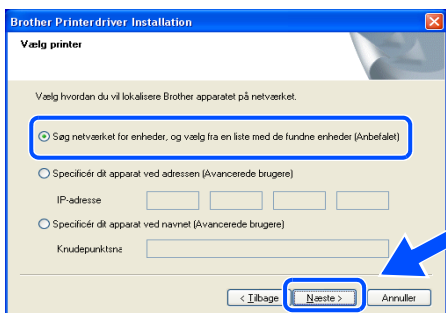 Brother Printerdriver Installation
Vælg printer
Vælg hvordan du vil lokalisere Brother apparatet på netværket.
Søg netværket for enheder, og vælg fra en liste med de fundne enheder (Anbefalet)
Specificér dit apparat ved adressen (Avancerede brugere)
IP-adresse
Specificér dit apparat ved navnet (Avancerede brugere)
Knudepunktsna
< Tilbage Næste > Annuller